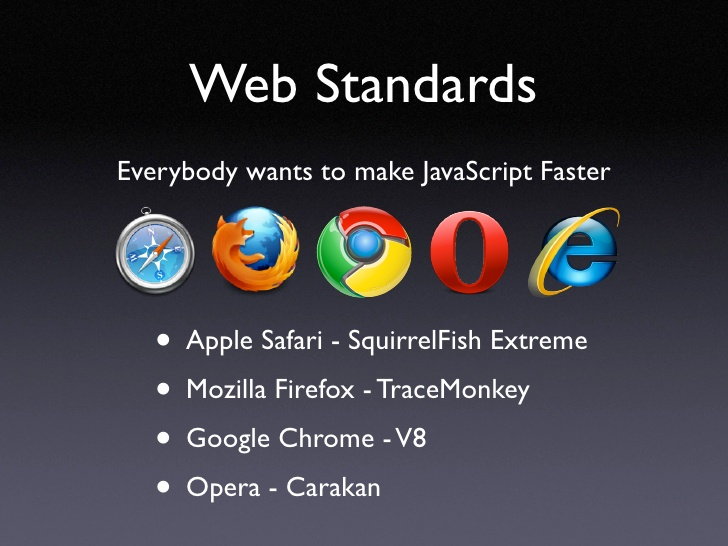 Web Standards
Everybody wants to make JavaScript Faster
• Apple Safari - SquirrelFish Extreme
• Mozilla Firefox - TraceMonkey
• Google Chrome - V8
• Opera - Carakan